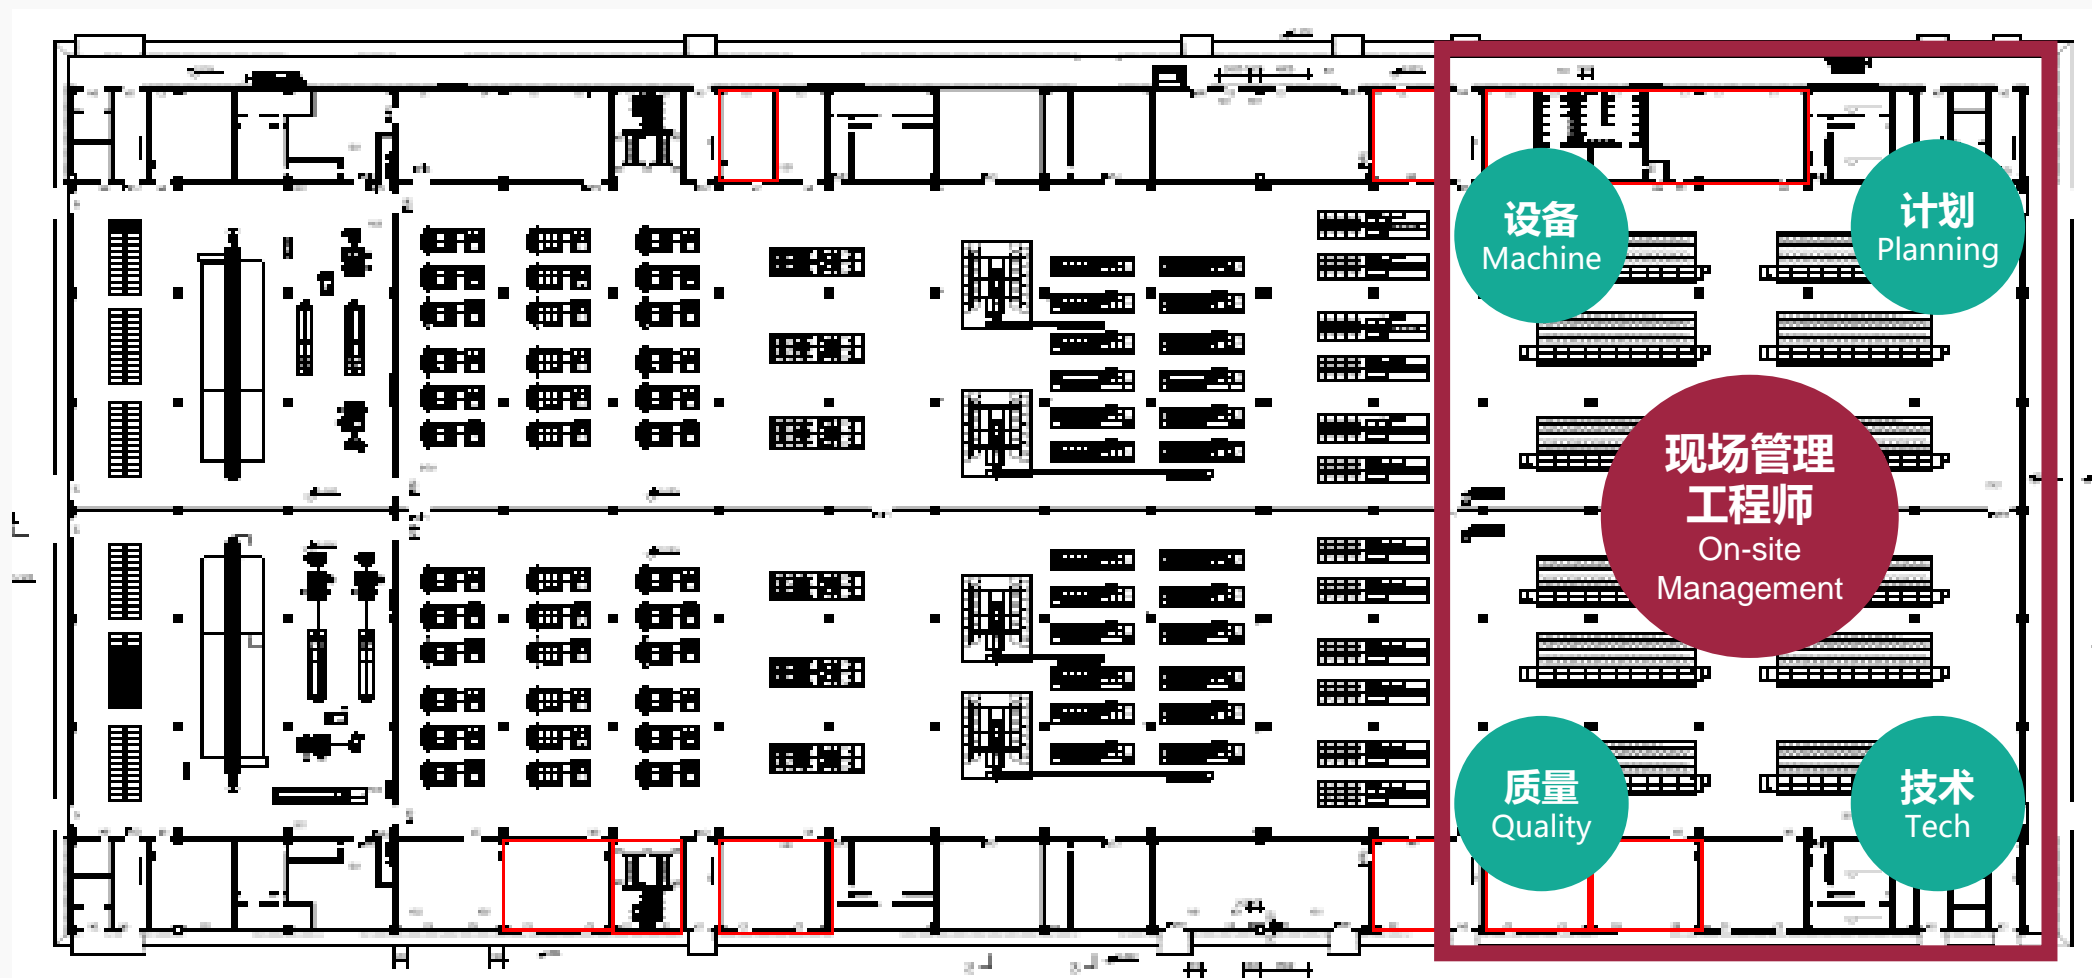 设备
Machine
计划
Planning
现场管理
工程师
On-site
Management
质量
Quality
技术
Tech